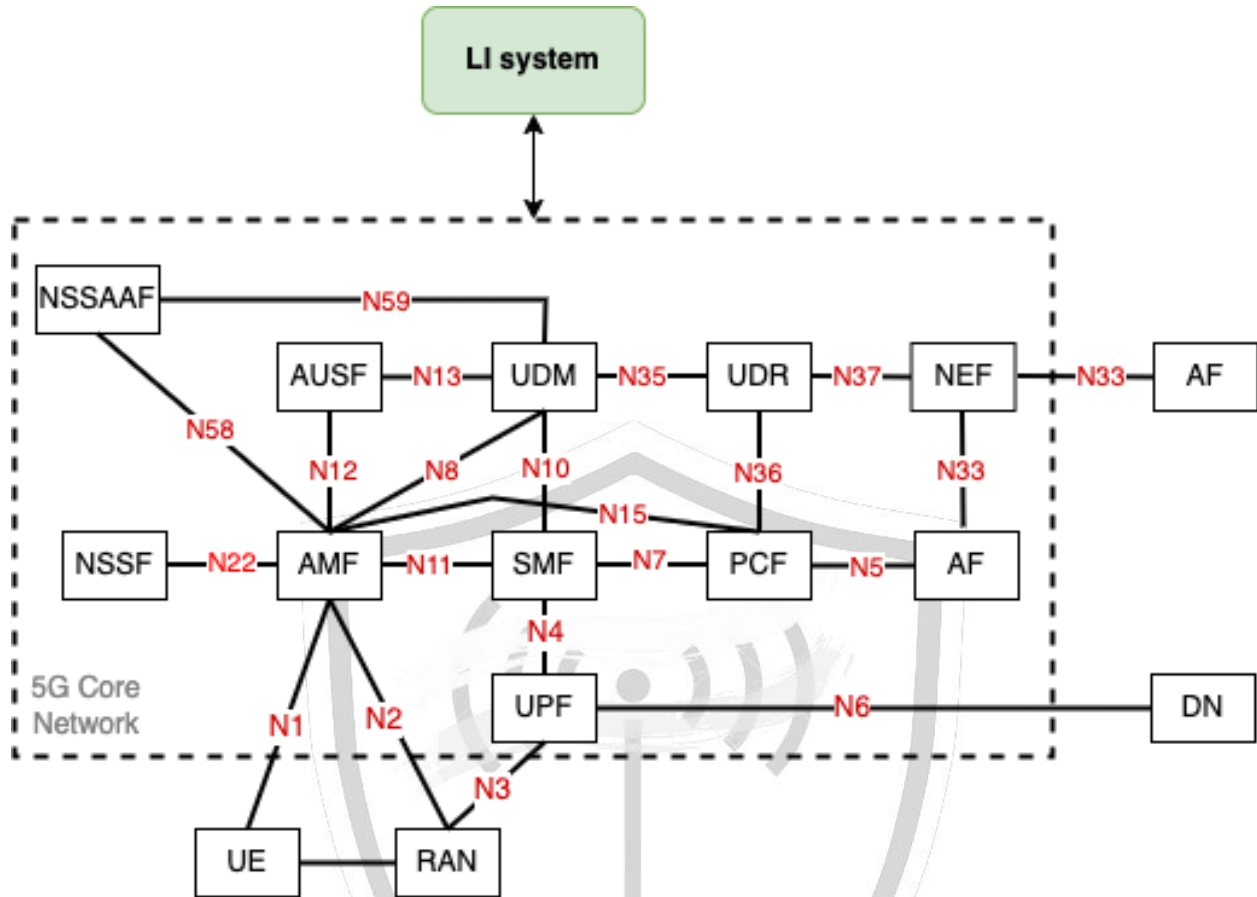 LI system
NSSAAF
N59
AUSF
N13
UDM
N35
UDR
N37
NEF
N33
AF
N58
N12
N8
N10
N36
N33
N15
NSSF
N22
AMF
N11
SMF
N7
PCF
N5
AF
N4
5G Core
Network
N1
N2
UPF
N6
DN
N3
UE
RAN